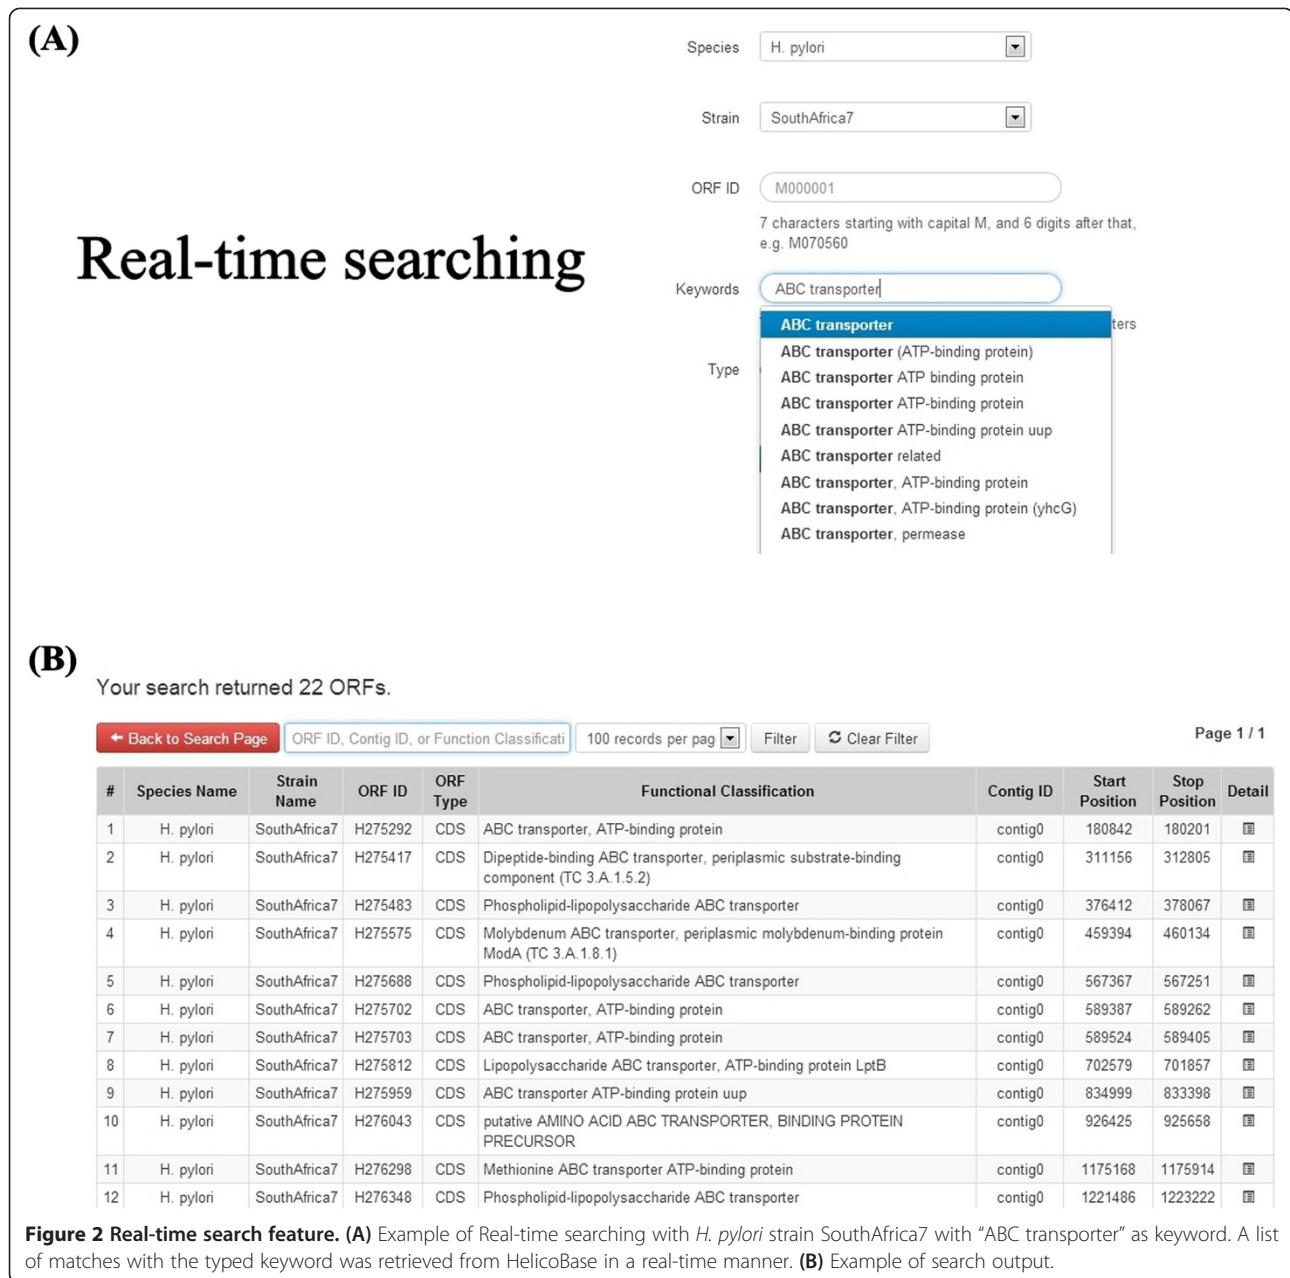 (A)
Species H. pylori
Strain SouthAfrica7
ORF ID M000001
7 characters starting with capital M, and 6 digits after that,
e.g. M070560
Real-time searching
Keywords ABC transporter
ABC transporter
ters
ABC transporter (ATP-binding protein)
Type
ABC transporter ATP binding protein
ABC transporter ATP-binding protein
ABC transporter ATP-binding protein uup
ABC transporter related
ABC transporter, ATP-binding protein
ABC transporter, ATP-binding protein (yhcG)
ABC transporter, permease
(B)
Your search returned 22 ORFs.
Back to Search Page ORF ID, Contig ID, or Function Classificati 100 records per pag Filter Clear Filter Page 1 / 1
# Species Name Strain Name ORF ID ORF Type Functional Classification Contig ID Start Position Stop Position Detail
1 H. pylori SouthAfrica7 H275292 CDS ABC transporter, ATP-binding protein contig0 180842 180201
2 H. pylori SouthAfrica7 H275417 CDS Dipeptide-binding ABC transporter, periplasmic substrate-binding contig0 311156 312805
component (TC 3.A.1.5.2)
3 H. pylori SouthAfrica7 H275483 CDS Phospholipid-lipopolysaccharide ABC transporter contig0 376412 378067
4 H. pylori SouthAfrica7 H275575 CDS Molybdenum ABC transporter, periplasmic molybdenum-binding protein contig0 459394 460134
ModA (TC 3.A.1.8.1)
5 H. pylori SouthAfrica7 H275688 CDS Phospholipid-lipopolysaccharide ABC transporter contig0 567367 567251
6 H. pylori SouthAfrica7 H275702 CDS ABC transporter, ATP-binding protein contig0 589387 589262
7 H. pylori SouthAfrica7 H275703 CDS ABC transporter, ATP-binding protein contig0 589524 589405
8 H. pylori SouthAfrica7 H275812 CDS Lipopolysaccharide ABC transporter, ATP-binding protein LptB contig0 702579 701857
9 H. pylori SouthAfrica7 H275959 CDS ABC transporter ATP-binding protein uup contig0 834999 833398
10 H. pylori SouthAfrica7 H276043 CDS putative AMINO ACID ABC TRANSPORTER, BINDING PROTEIN contig0 926425 925658
PRECURSOR
11 H. pylori SouthAfrica7 H276298 CDS Methionine ABC transporter ATP-binding protein contig0 1175168 1175914
12 H. pylori SouthAfrica7 H276348 CDS Phospholipid-lipopolysaccharide ABC transporter contig0 1221486 1223222
Figure 2 Real-time search feature. (A) Example of Real-time searching with H. pylori strain SouthAfrica7 with “ABC transporter” as keyword. A list
of matches with the typed keyword was retrieved from HelicoBase in a real-time manner. (B) Example of search output.